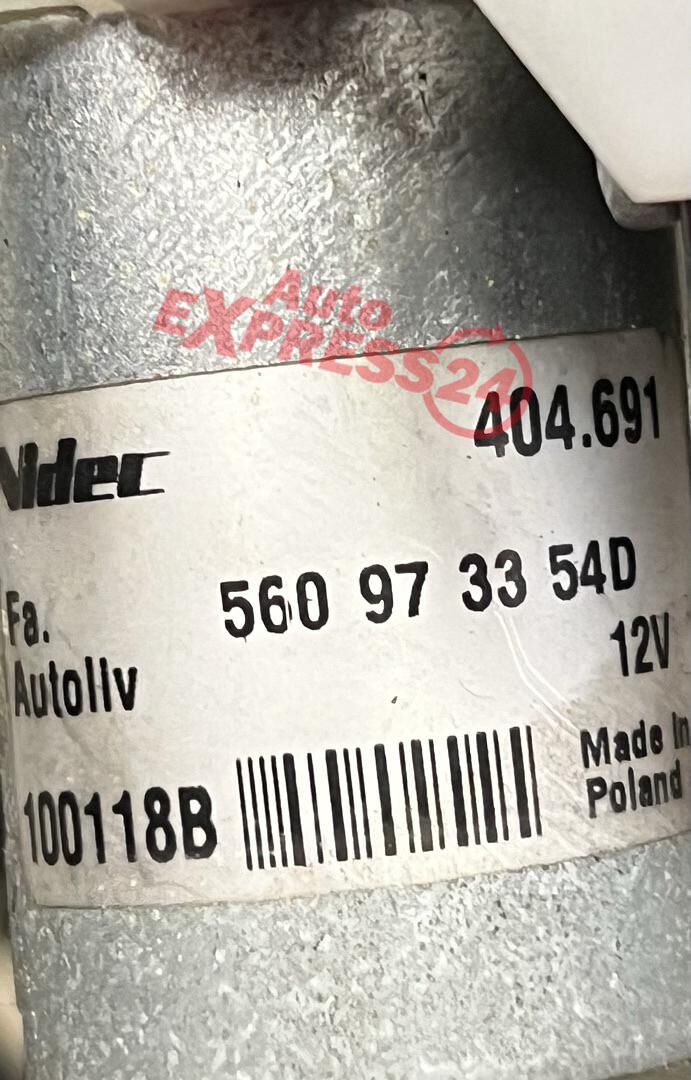 Auto
EXPRESS24
404.691
Nidec
560 97 33 54D
Fa.
12V
Autoliv
Made In
Poland
100118B